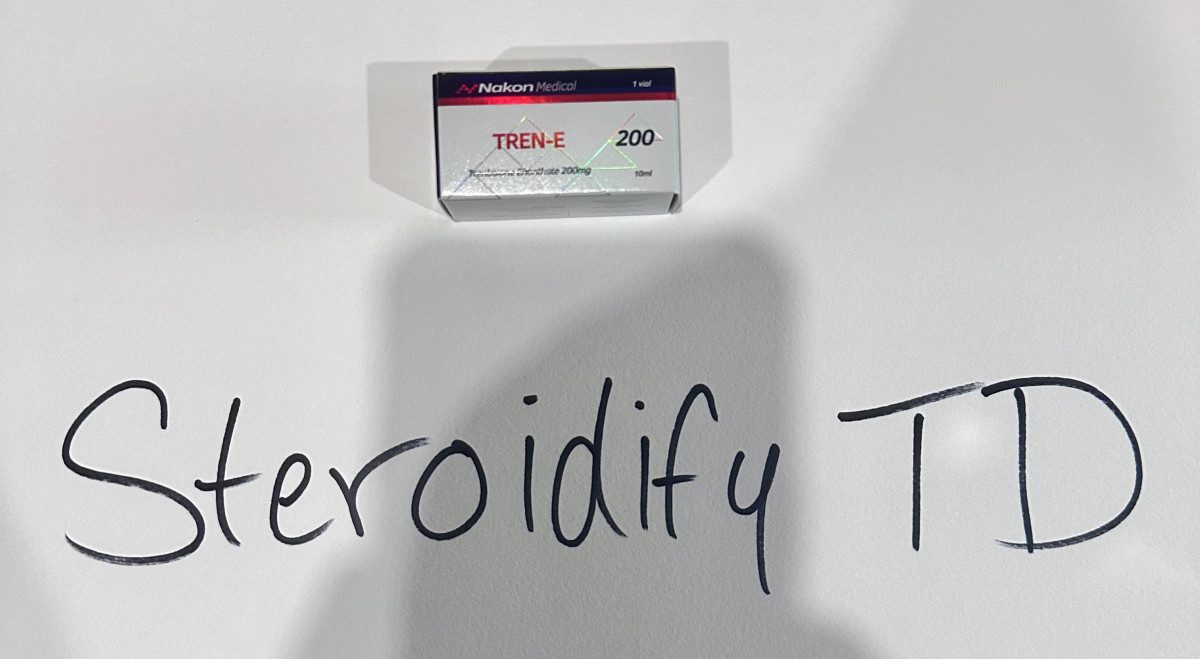 Nakon Medical 1 vial
TREN-E 200
Trenbolone Enanthate 200mg 10ml
Steroidify TD